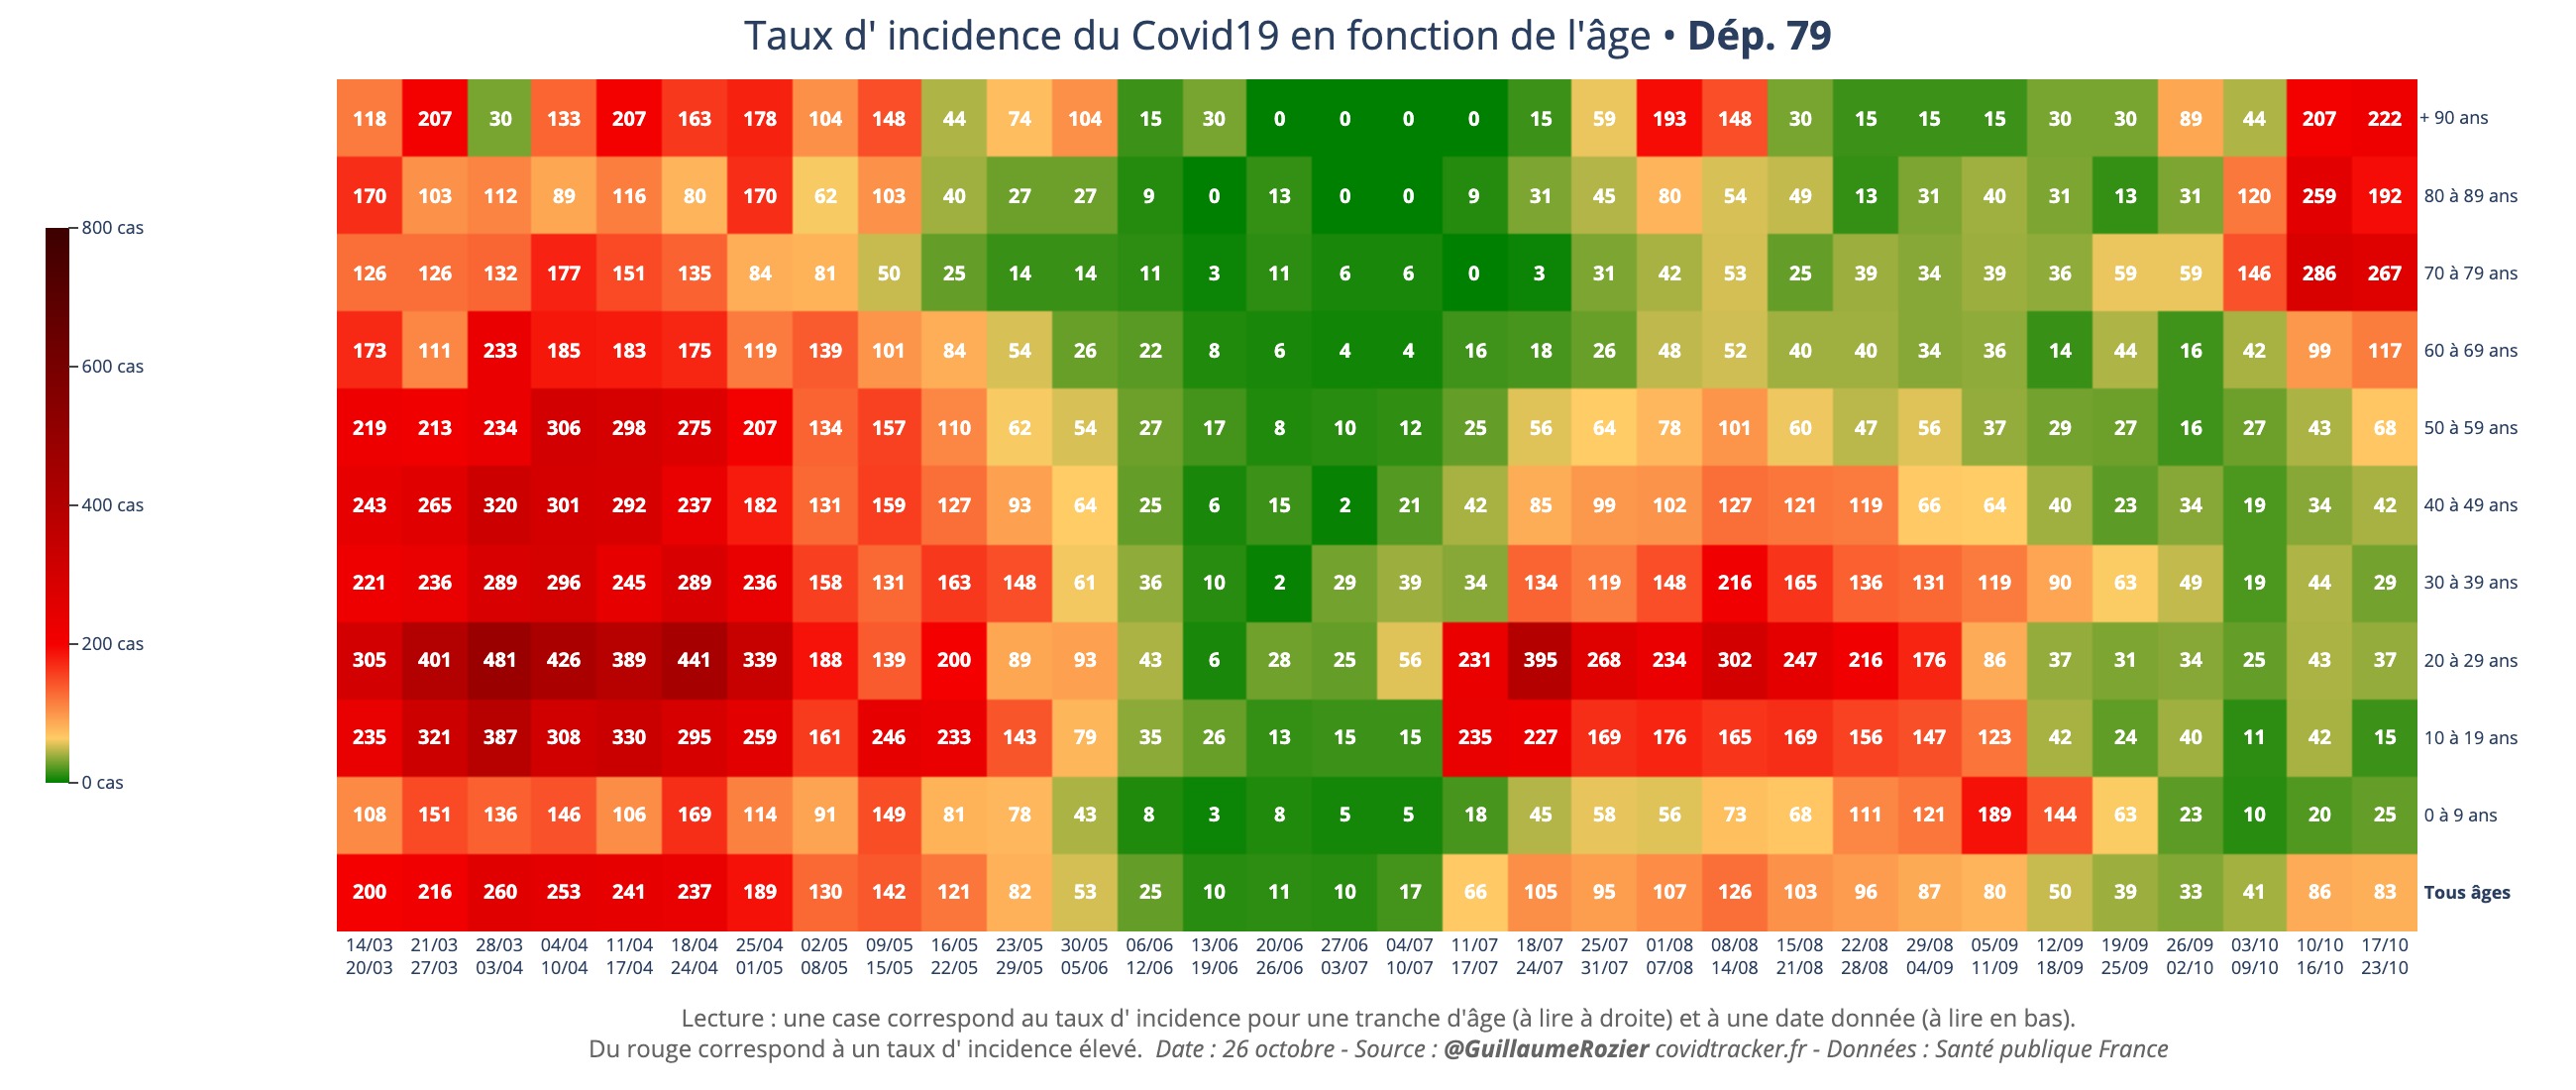 Taux d' incidence du Covid19 en fonction de l'âge • Dép. 79
800 cas
600 cas
400 cas
200 cas
0 cas
118 207 30 133 207 163 178 104 148 44 74 104 15 30 0 0 0 0 15 59 193 148 30 15 15 15 30 30 89 44 207 222 + 90 ans
170 103 112 89 116 80 170 62 103 40 27 27 9 0 13 0 0 9 31 45 80 54 49 13 31 40 31 13 31 120 259 192 80 à 89 ans
126 126 132 177 151 135 84 81 50 25 14 14 11 3 11 6 6 0 3 31 42 53 25 39 34 39 36 59 59 146 286 267 70 à 79 ans
173 111 233 185 183 175 119 139 101 84 54 26 22 8 6 4 4 16 18 26 48 52 40 40 34 36 14 44 16 42 99 117 60 à 69 ans
219 213 234 306 298 275 207 134 157 110 62 54 27 17 8 10 12 25 56 64 78 101 60 47 56 37 29 27 16 27 43 68 50 à 59 ans
243 265 320 301 292 237 182 131 159 127 93 64 25 6 15 2 21 42 85 99 102 127 121 119 66 64 40 23 34 19 34 42 40 à 49 ans
221 236 289 296 245 289 236 158 131 163 148 61 36 10 2 29 39 34 134 119 148 216 165 136 131 119 90 63 49 19 44 29 30 à 39 ans
305 401 481 426 389 441 339 188 139 200 89 93 43 6 28 25 56 231 395 268 234 302 247 216 176 86 37 31 34 25 43 37 20 à 29 ans
235 321 387 308 330 295 259 161 246 233 143 79 35 26 13 15 15 235 227 169 176 165 169 156 147 123 42 24 40 11 42 15 10 à 19 ans
108 151 136 146 106 169 114 91 149 81 78 43 8 3 8 5 5 18 45 58 56 73 68 111 121 189 144 63 23 10 20 25 0 à 9 ans
200 216 260 253 241 237 189 130 142 121 82 53 25 10 11 10 17 66 105 95 107 126 103 96 87 80 50 39 33 41 86 83 Tous âges
14/03 21/03 28/03 04/04 11/04 18/04 25/04 02/05 09/05 16/05 23/05 30/05 06/06 13/06 20/06 27/06 04/07 11/07 18/07 25/07 01/08 08/08 15/08 22/08 29/08 05/09 12/09 19/09 26/09 03/10 10/10 17/10
20/03 27/03 03/04 10/04 17/04 24/04 01/05 08/05 15/05 22/05 29/05 05/06 12/06 19/06 26/06 03/07 10/07 17/07 24/07 31/07 07/08 14/08 21/08 28/08 04/09 11/09 18/09 25/09 02/10 09/10 16/10 23/10
Lecture : une case correspond au taux d' incidence pour une tranche d'âge (à lire à droite) et à une date donnée (à lire en bas).
Du rouge correspond à un taux d' incidence élevé. Date : 26 octobre - Source : @GuillaumeRozier covidtracker.fr - Données : Santé publique France